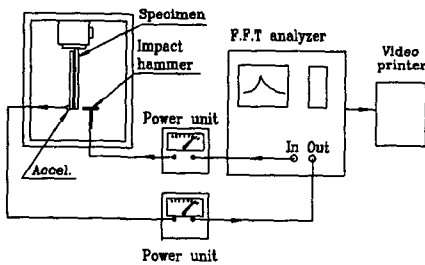 Specimen
Impact
hammer
F.F.T analyzer
Video
printer
Power unit
In Out
Accel.
Power unit